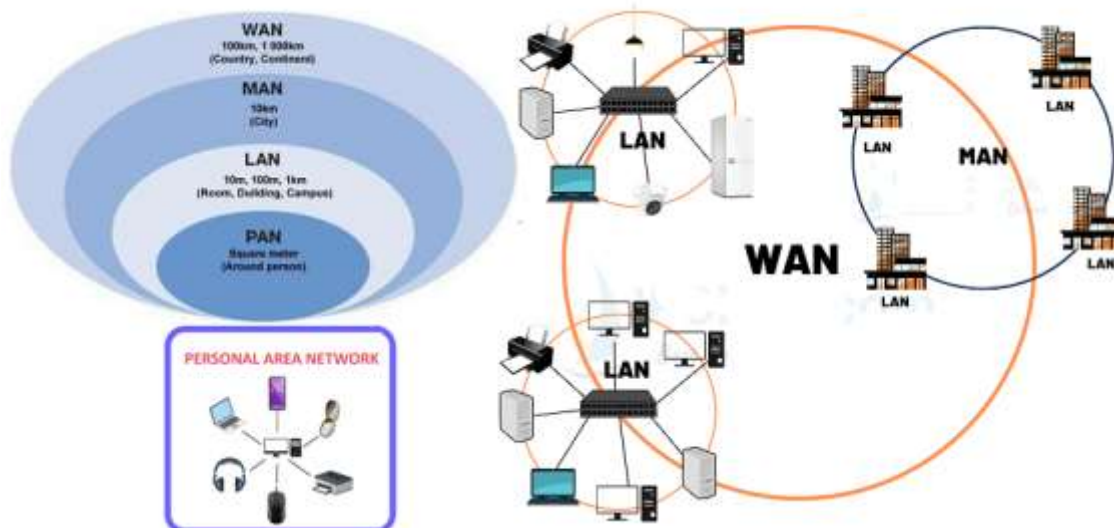 WAN
100km, 1 000km
(Country, Continent)
MAN
10km
(City)
LAN
10m, 100m, 1km
(Room, Building, Campus)
PAN
Square meter
(Around person)
PERSONAL AREA NETWORK
LAN
LAN
WAN
MAN
LAN
LAN
LAN
LAN